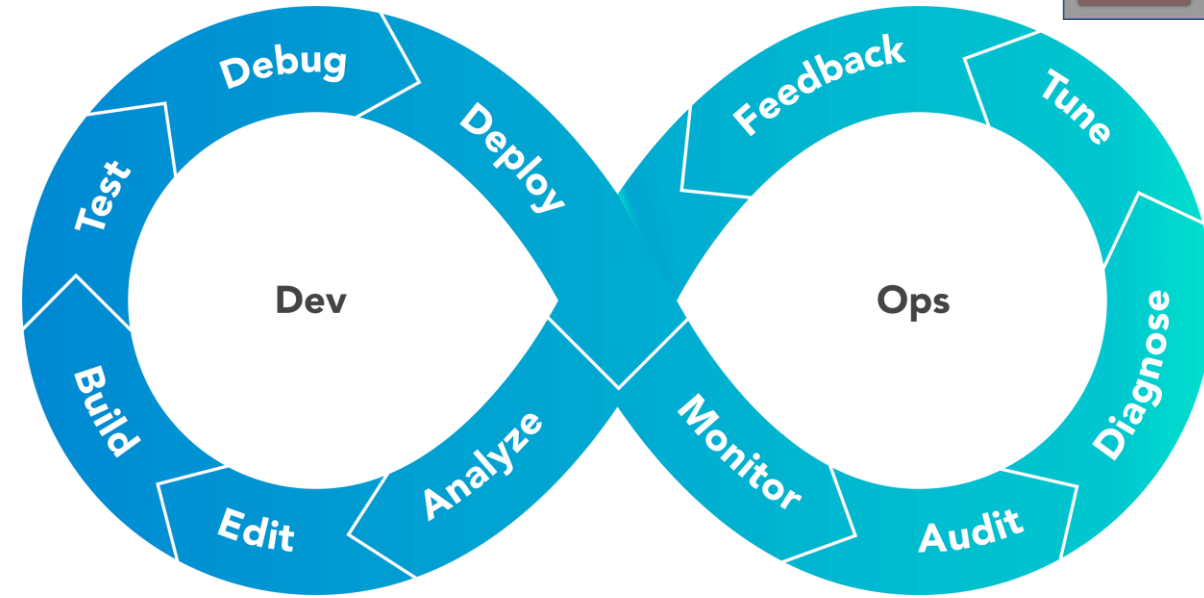 Debug
Deploy
Feedback
Tune
Test
Dev
Ops
Diagnose
Build
Analyze
Monitor
Edit
Audit